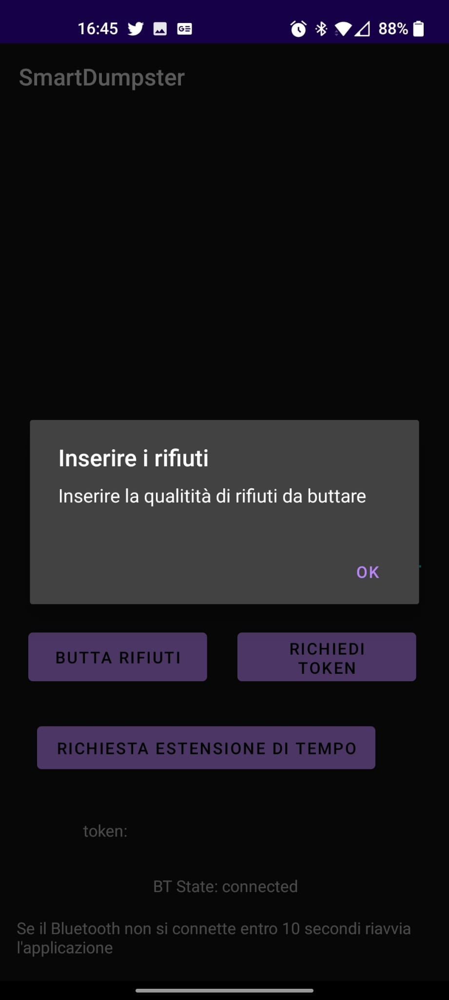 16:45 GE 88%
SmartDumpster
Inserire i rifiuti
Inserire la qualitità di rifiuti da buttare
OK
BUTTA RIFIUTI
RICHIEDI
TOKEN
RICHIESTA ESTENSIONE DI TEMPO
token:
BT State: connected
Se il Bluetooth non si connette entro 10 secondi riavvia
l'applicazione